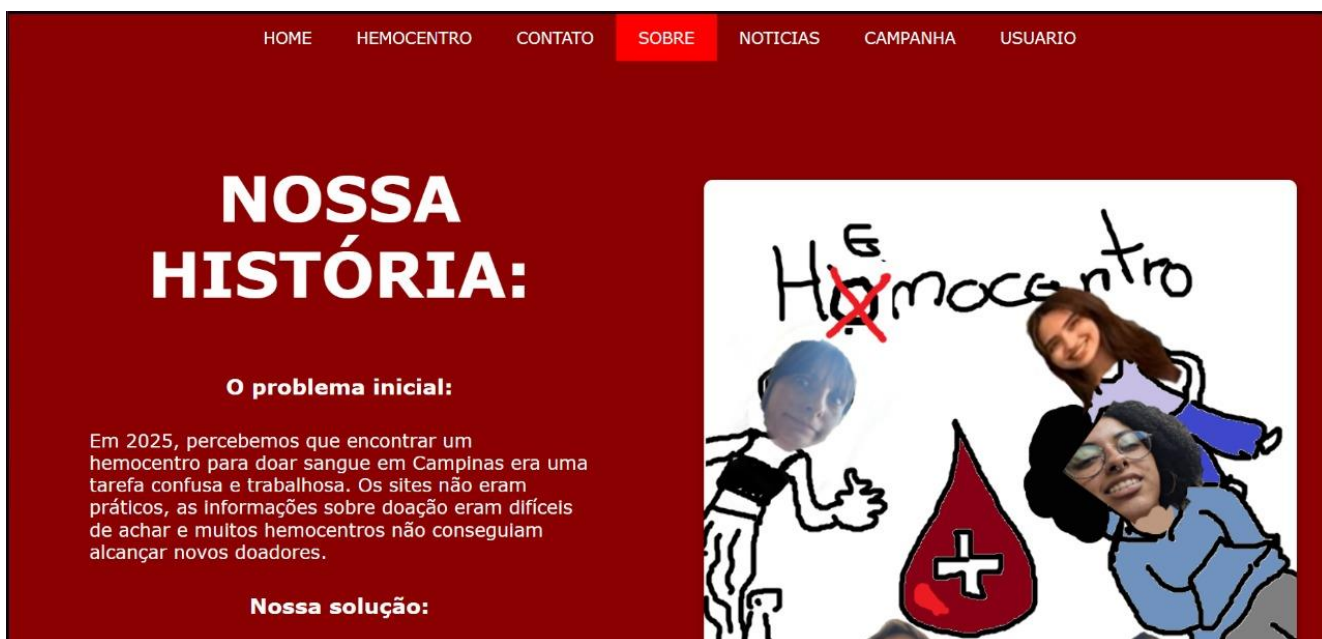 HOME HEMOCENTRO CONTATO SOBRE NOTICIAS CAMPANHA USUARIO
NOSSA
HISTÓRIA:
O problema inicial:
Em 2025, percebemos que encontrar um
hemocentro para doar sangue em Campinas era uma
tarefa confusa e trabalhosa. Os sites não eram
práticos, as informações sobre doação eram difíceis
de achar e muitos hemocentros não conseguiam
alcançar novos doadores.
Nossa solução:
E
Homocentro